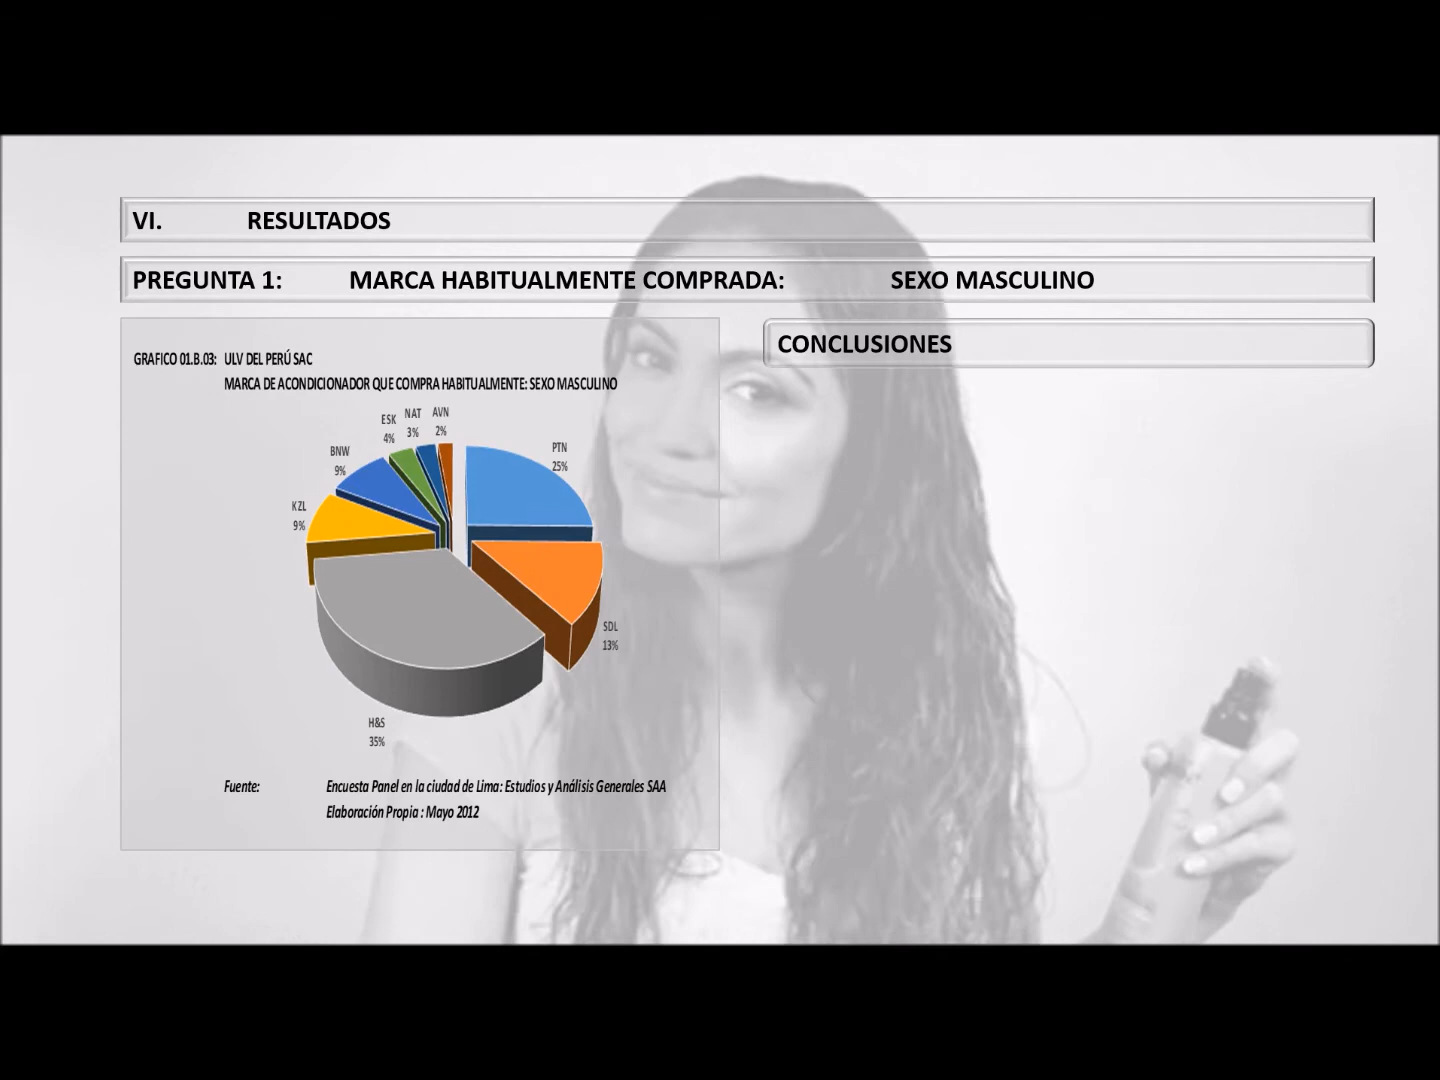 VI. RESULTADOS
PREGUNTA 1: MARCA HABITUALMENTE COMPRADA: SEXO MASCULINO
CONCLUSIONES
GRAFICO 01.B.03: ULV DEL PERÚ SAC
MARCA DE ACONDICIONADOR QUE COMPRA HABITUALMENTE: SEXO MASCULINO
PTN
25%
SDL
13%
H&S
35%
KZL
9%
BNW
9%
ESK
4%
NAT
3%
AVN
2%
Fuente: Encuesta Panel en la ciudad de Lima: Estudios y Análisis Generales SAA
Elaboración Propia : Mayo 2012